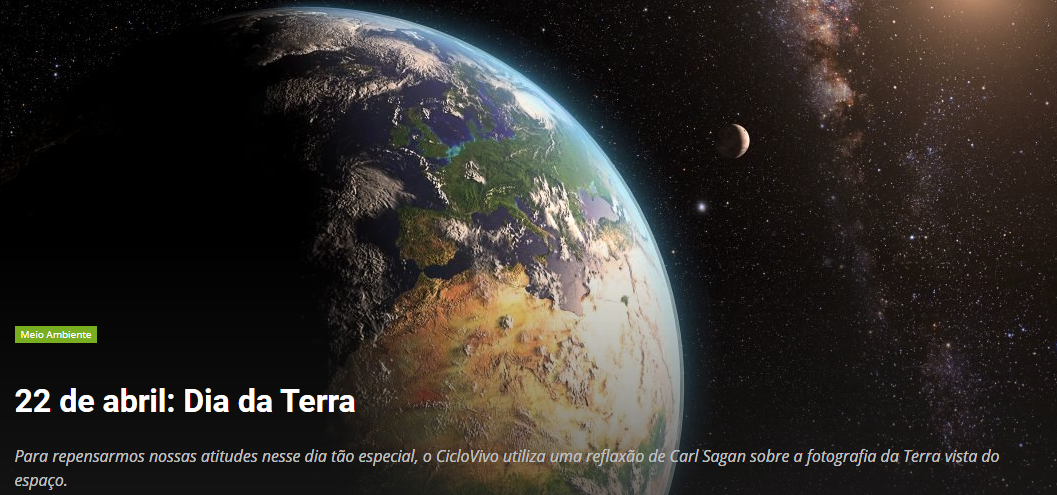 Meio Ambiente
22 de abril: Dia da Terra
Para repensarmos nossas atitudes nesse dia tão especial, o CicloVivo utiliza uma reflaxão de Carl Sagan sobre a fotografia da Terra vista do
espaço.